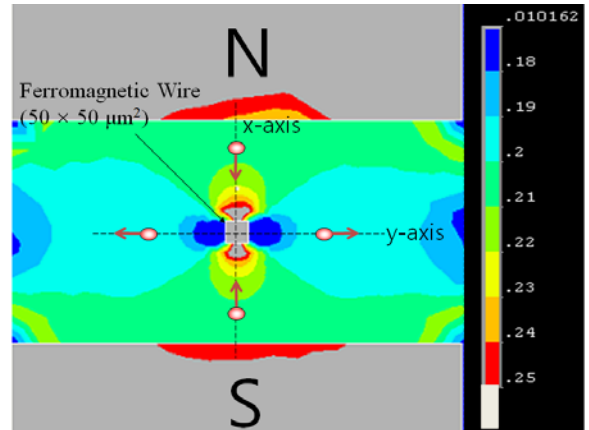 N
Ferromagnetic Wire
(50 × 50 μm²)
x-axis
y-axis
S
.010162
.18
.19
.2
.21
.22
.23
.24
.25